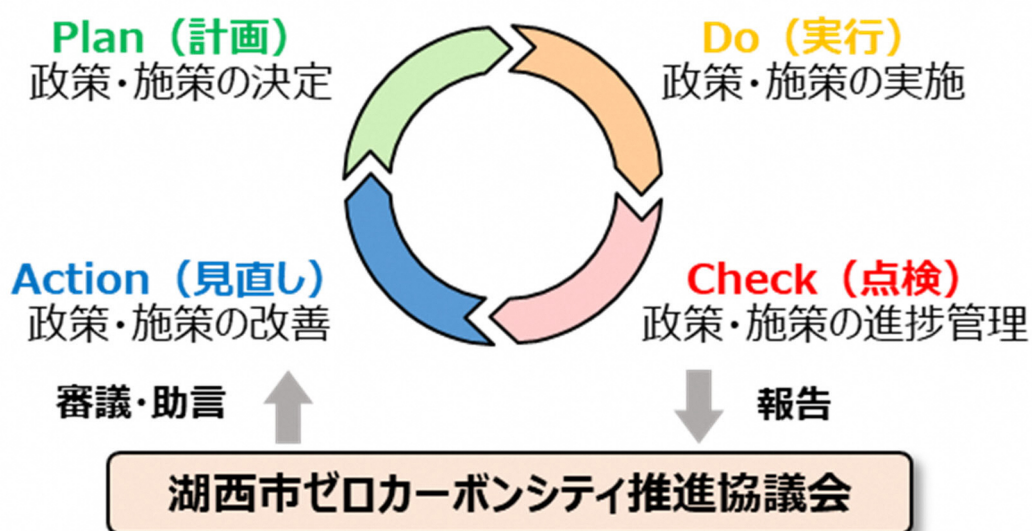 Plan（計画）
政策・施策の決定
Do（実行）
政策・施策の実施
Action（見直し）
政策・施策の改善
Check（点検）
政策・施策の進捗管理
審議・助言
報告
湖西市ゼロカーボンシティ推進協議会